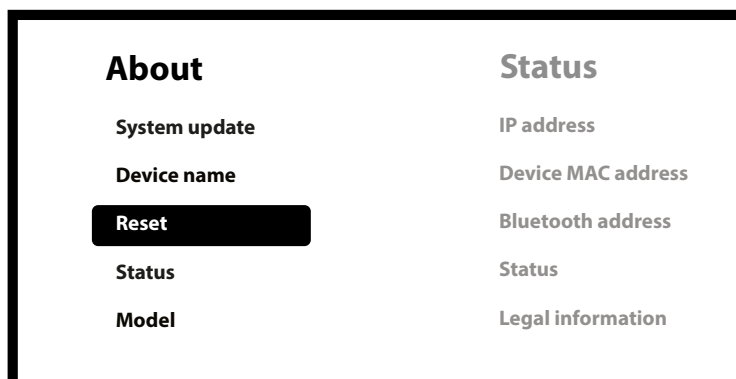 About
System update
Device name
Reset
Status
Model
Status
IP address
Device MAC address
Bluetooth address
Status
Legal information